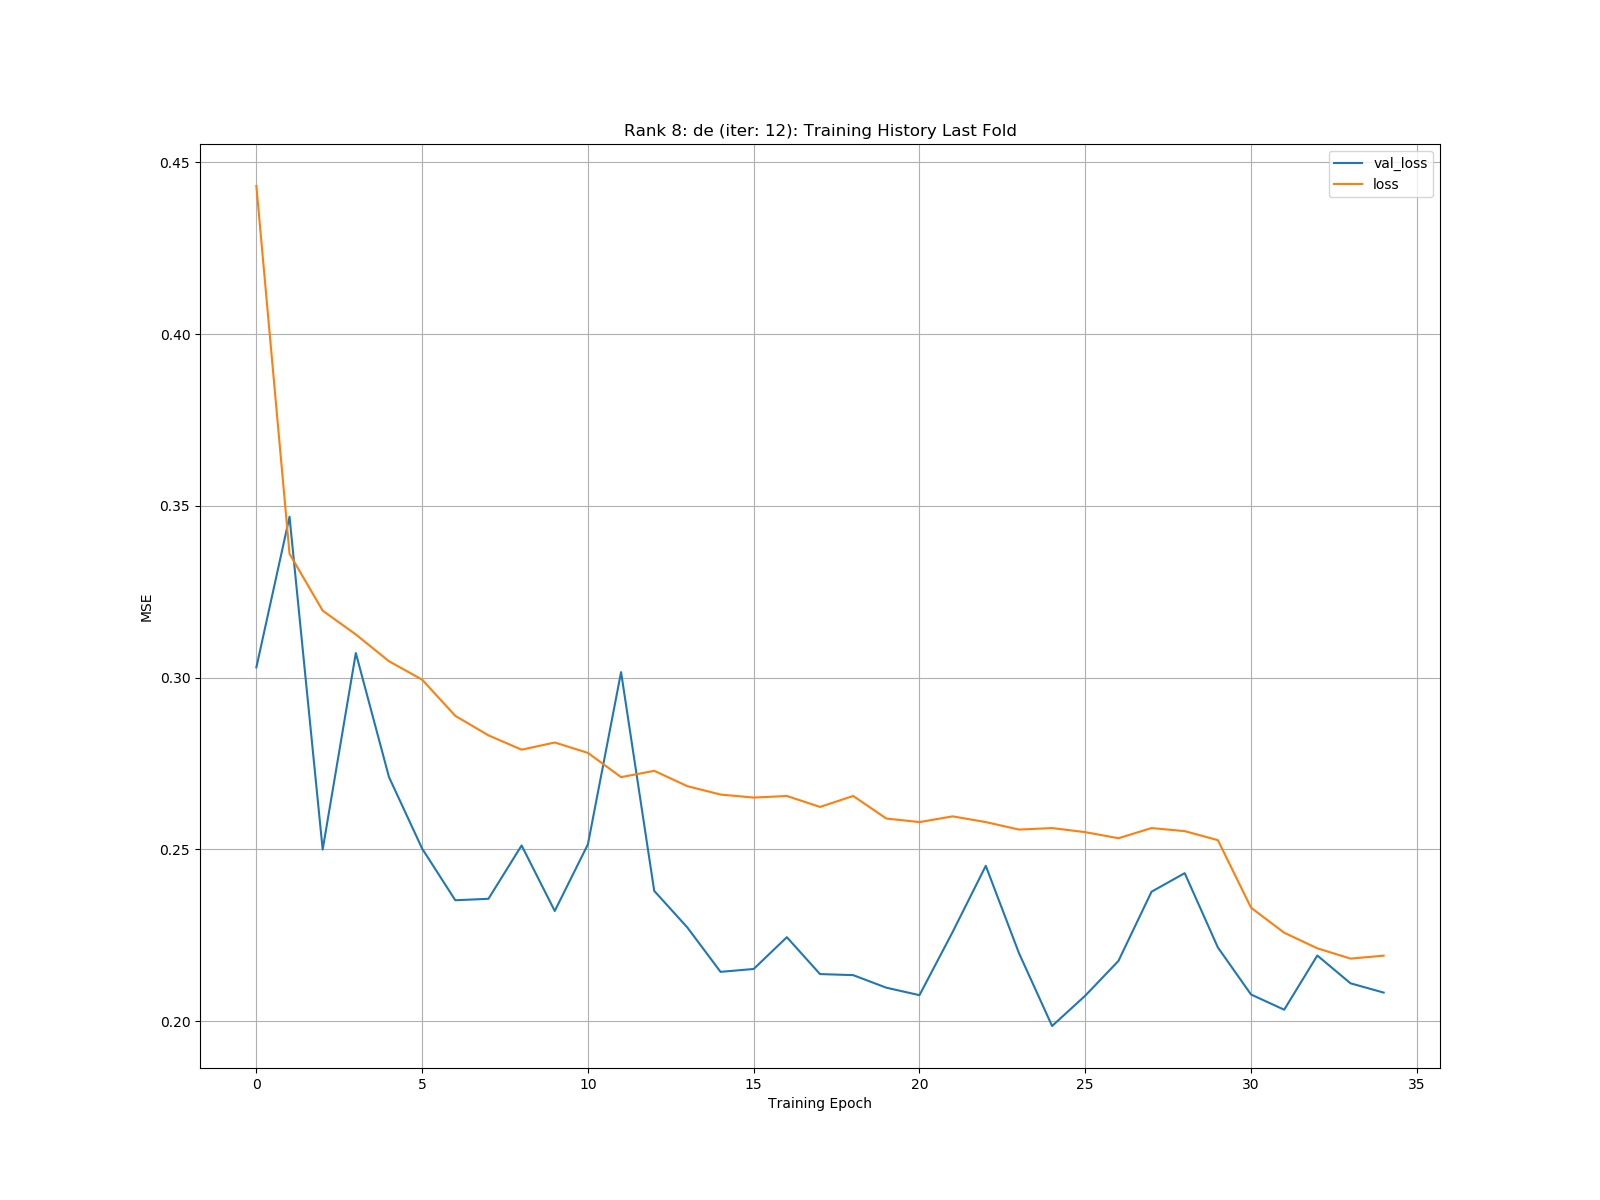 Rank 8: de (iter: 12): Training History Last Fold
val_loss
loss
0.45
0.40
0.35
0.30
0.25
0.20
MSE
0 5 10 15 20 25 30 35
Training Epoch